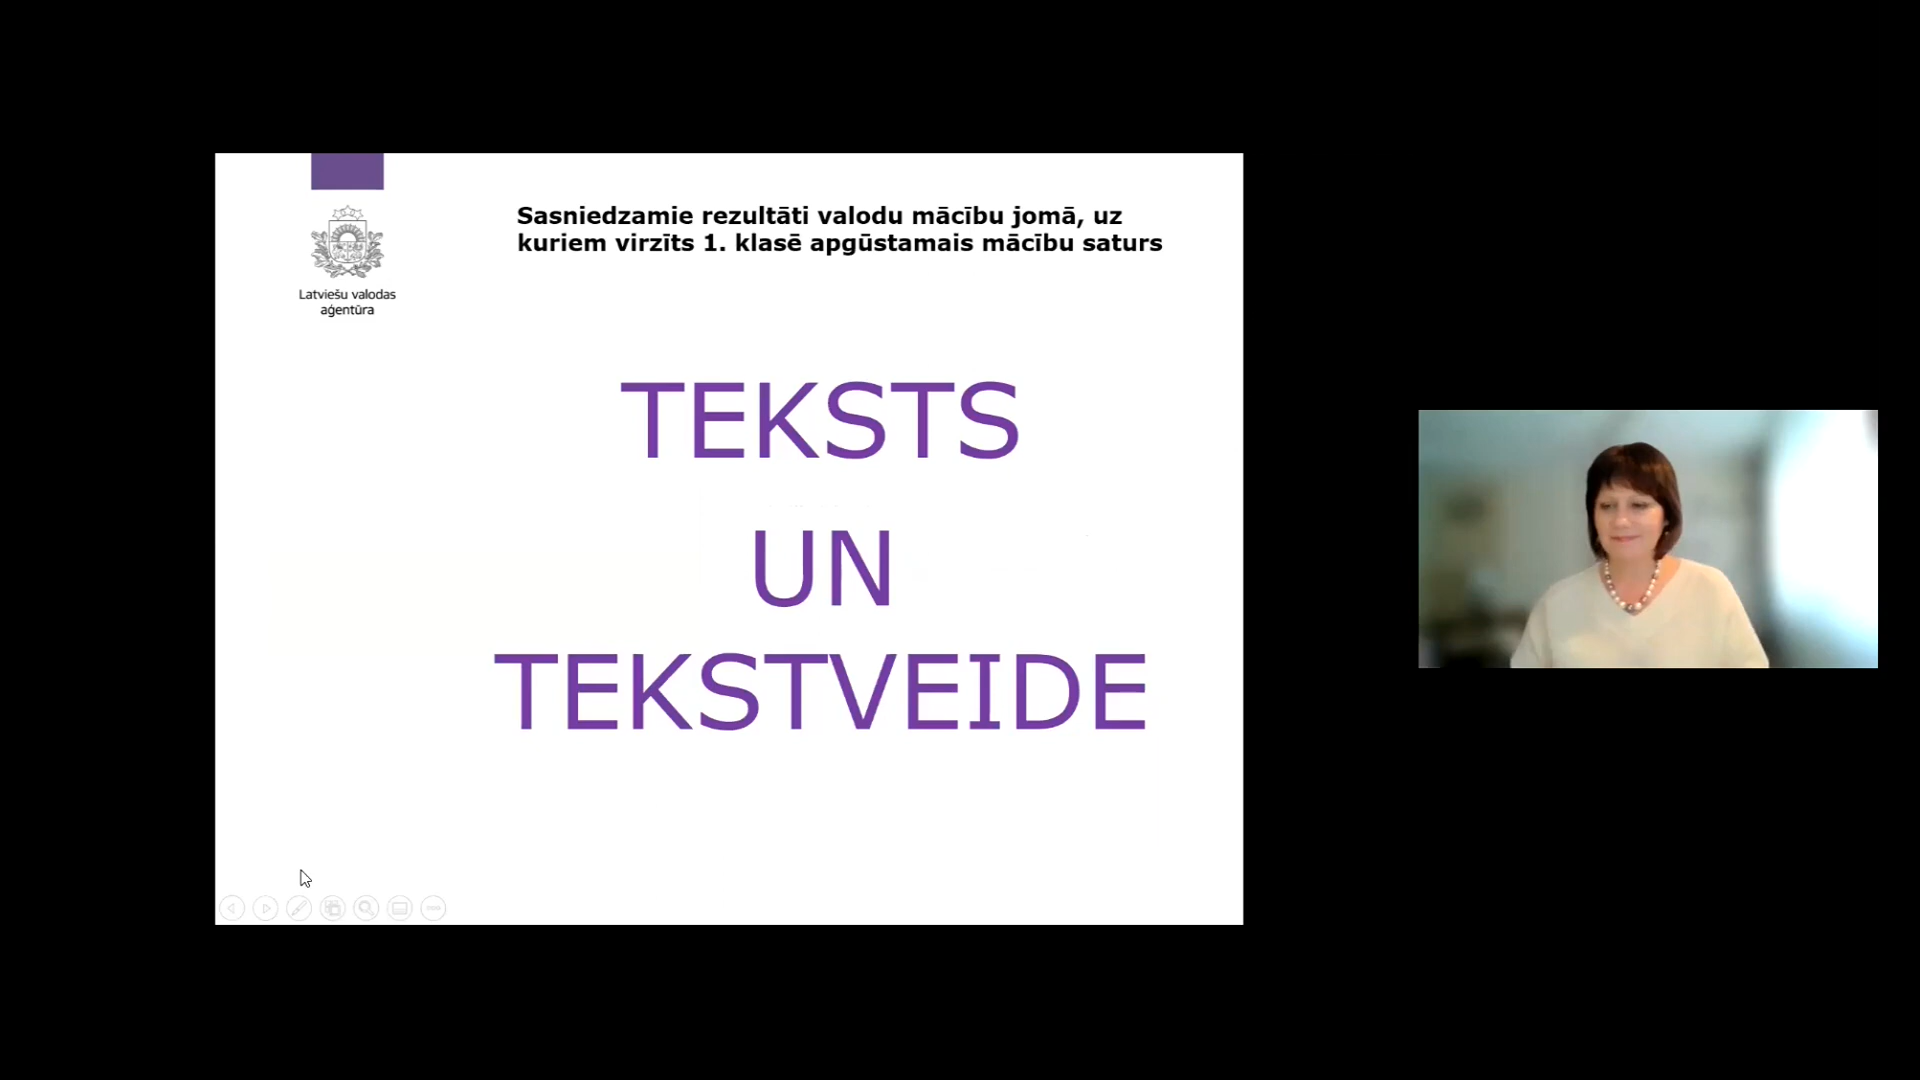 Sasniedzamie rezultāti valodu mācību jomā, uz
kuriem virzīts 1. klasē apgūstamais mācību saturs
Latviešu valodas
aģentūra
TEKSTS
UN
TEKSTVEIDE